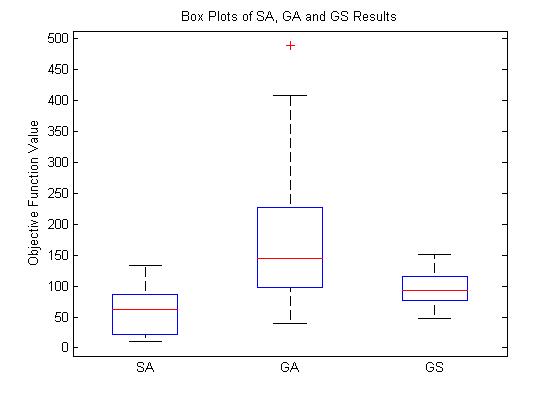 Box Plots of SA, GA and GS Results
Objective Function Value
500
450
400
350
300
250
200
150
100
50
0
SA
GA
GS